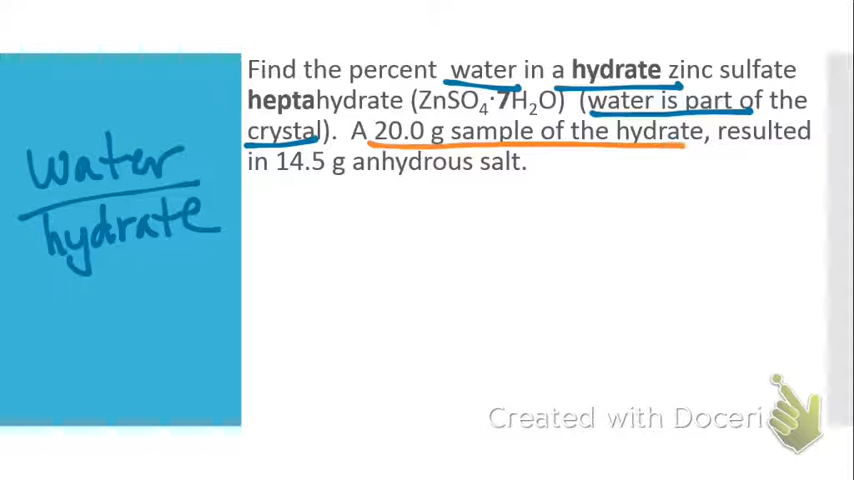 Find the percent water in a hydrate zinc sulfate
heptahydrate (ZnSO₄·7H₂O) (water is part of the
crystal). A 20.0 g sample of the hydrate, resulted
in 14.5 g anhydrous salt.
water
hydrate
Created with Doceri